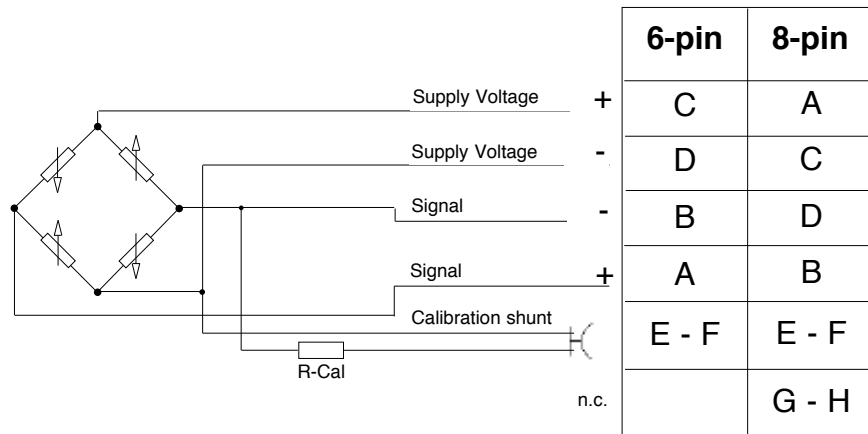 6-pin 8-pin
Supply Voltage + C A
Supply Voltage - D C
Signal - B D
Signal + A B
Calibration shunt E - F E - F
R-Cal
n.c. G - H